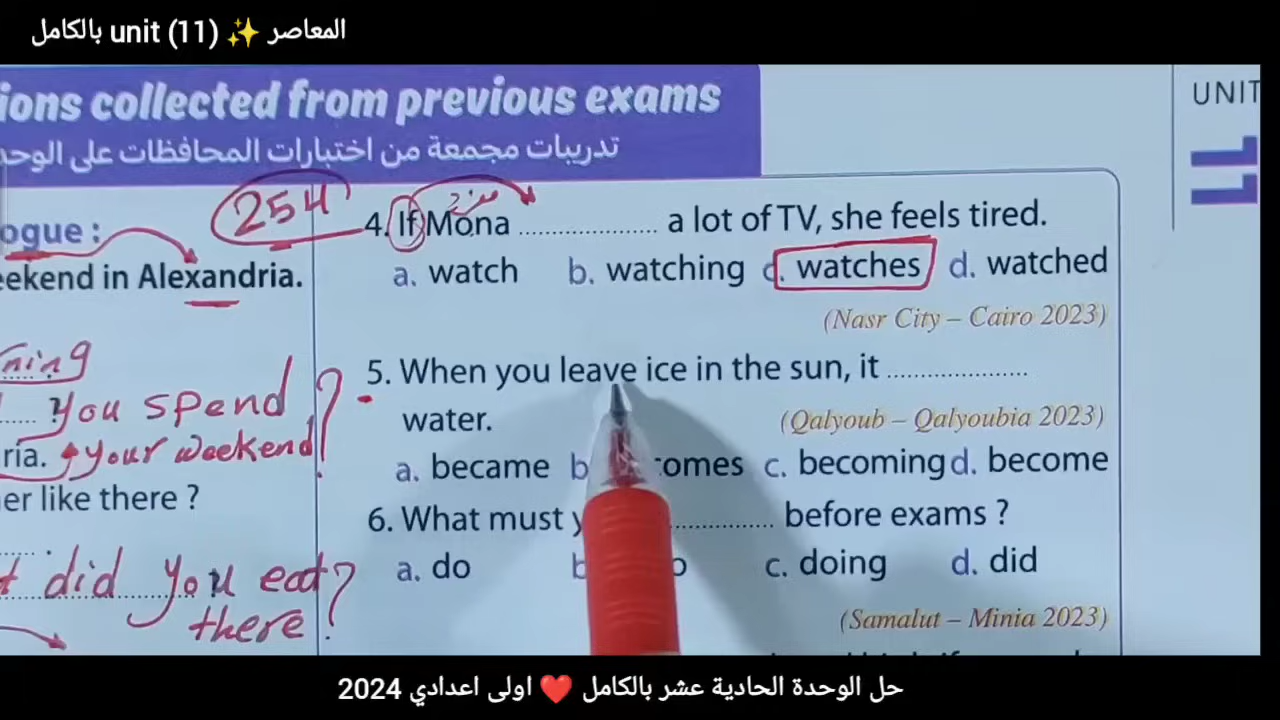 المعاصر ✨ unit (11) بالكامل
ions collected from previous exams
تدريبات مجمعة من اختبارات المحافظات على الوحد
UNIT
11
ogue :
eekend in Alexandria.
ning
you spend
ria. your weekend ?
er like there ?
t did you eat
there ?
254
4. If Mona .................... a lot of TV, she feels tired.
a. watch b. watching c. watches d. watched
(Nasr City – Cairo 2023)
5. When you leave ice in the sun, it ....................
water. (Qalyoub – Qalyoubia 2023)
a. became b comes c. becoming d. become
6. What must y ............... before exams ?
a. do b o c. doing d. did
(Samalut – Minia 2023)
حل الوحدة الحادية عشر بالكامل ❤️ اولى اعدادي 2024